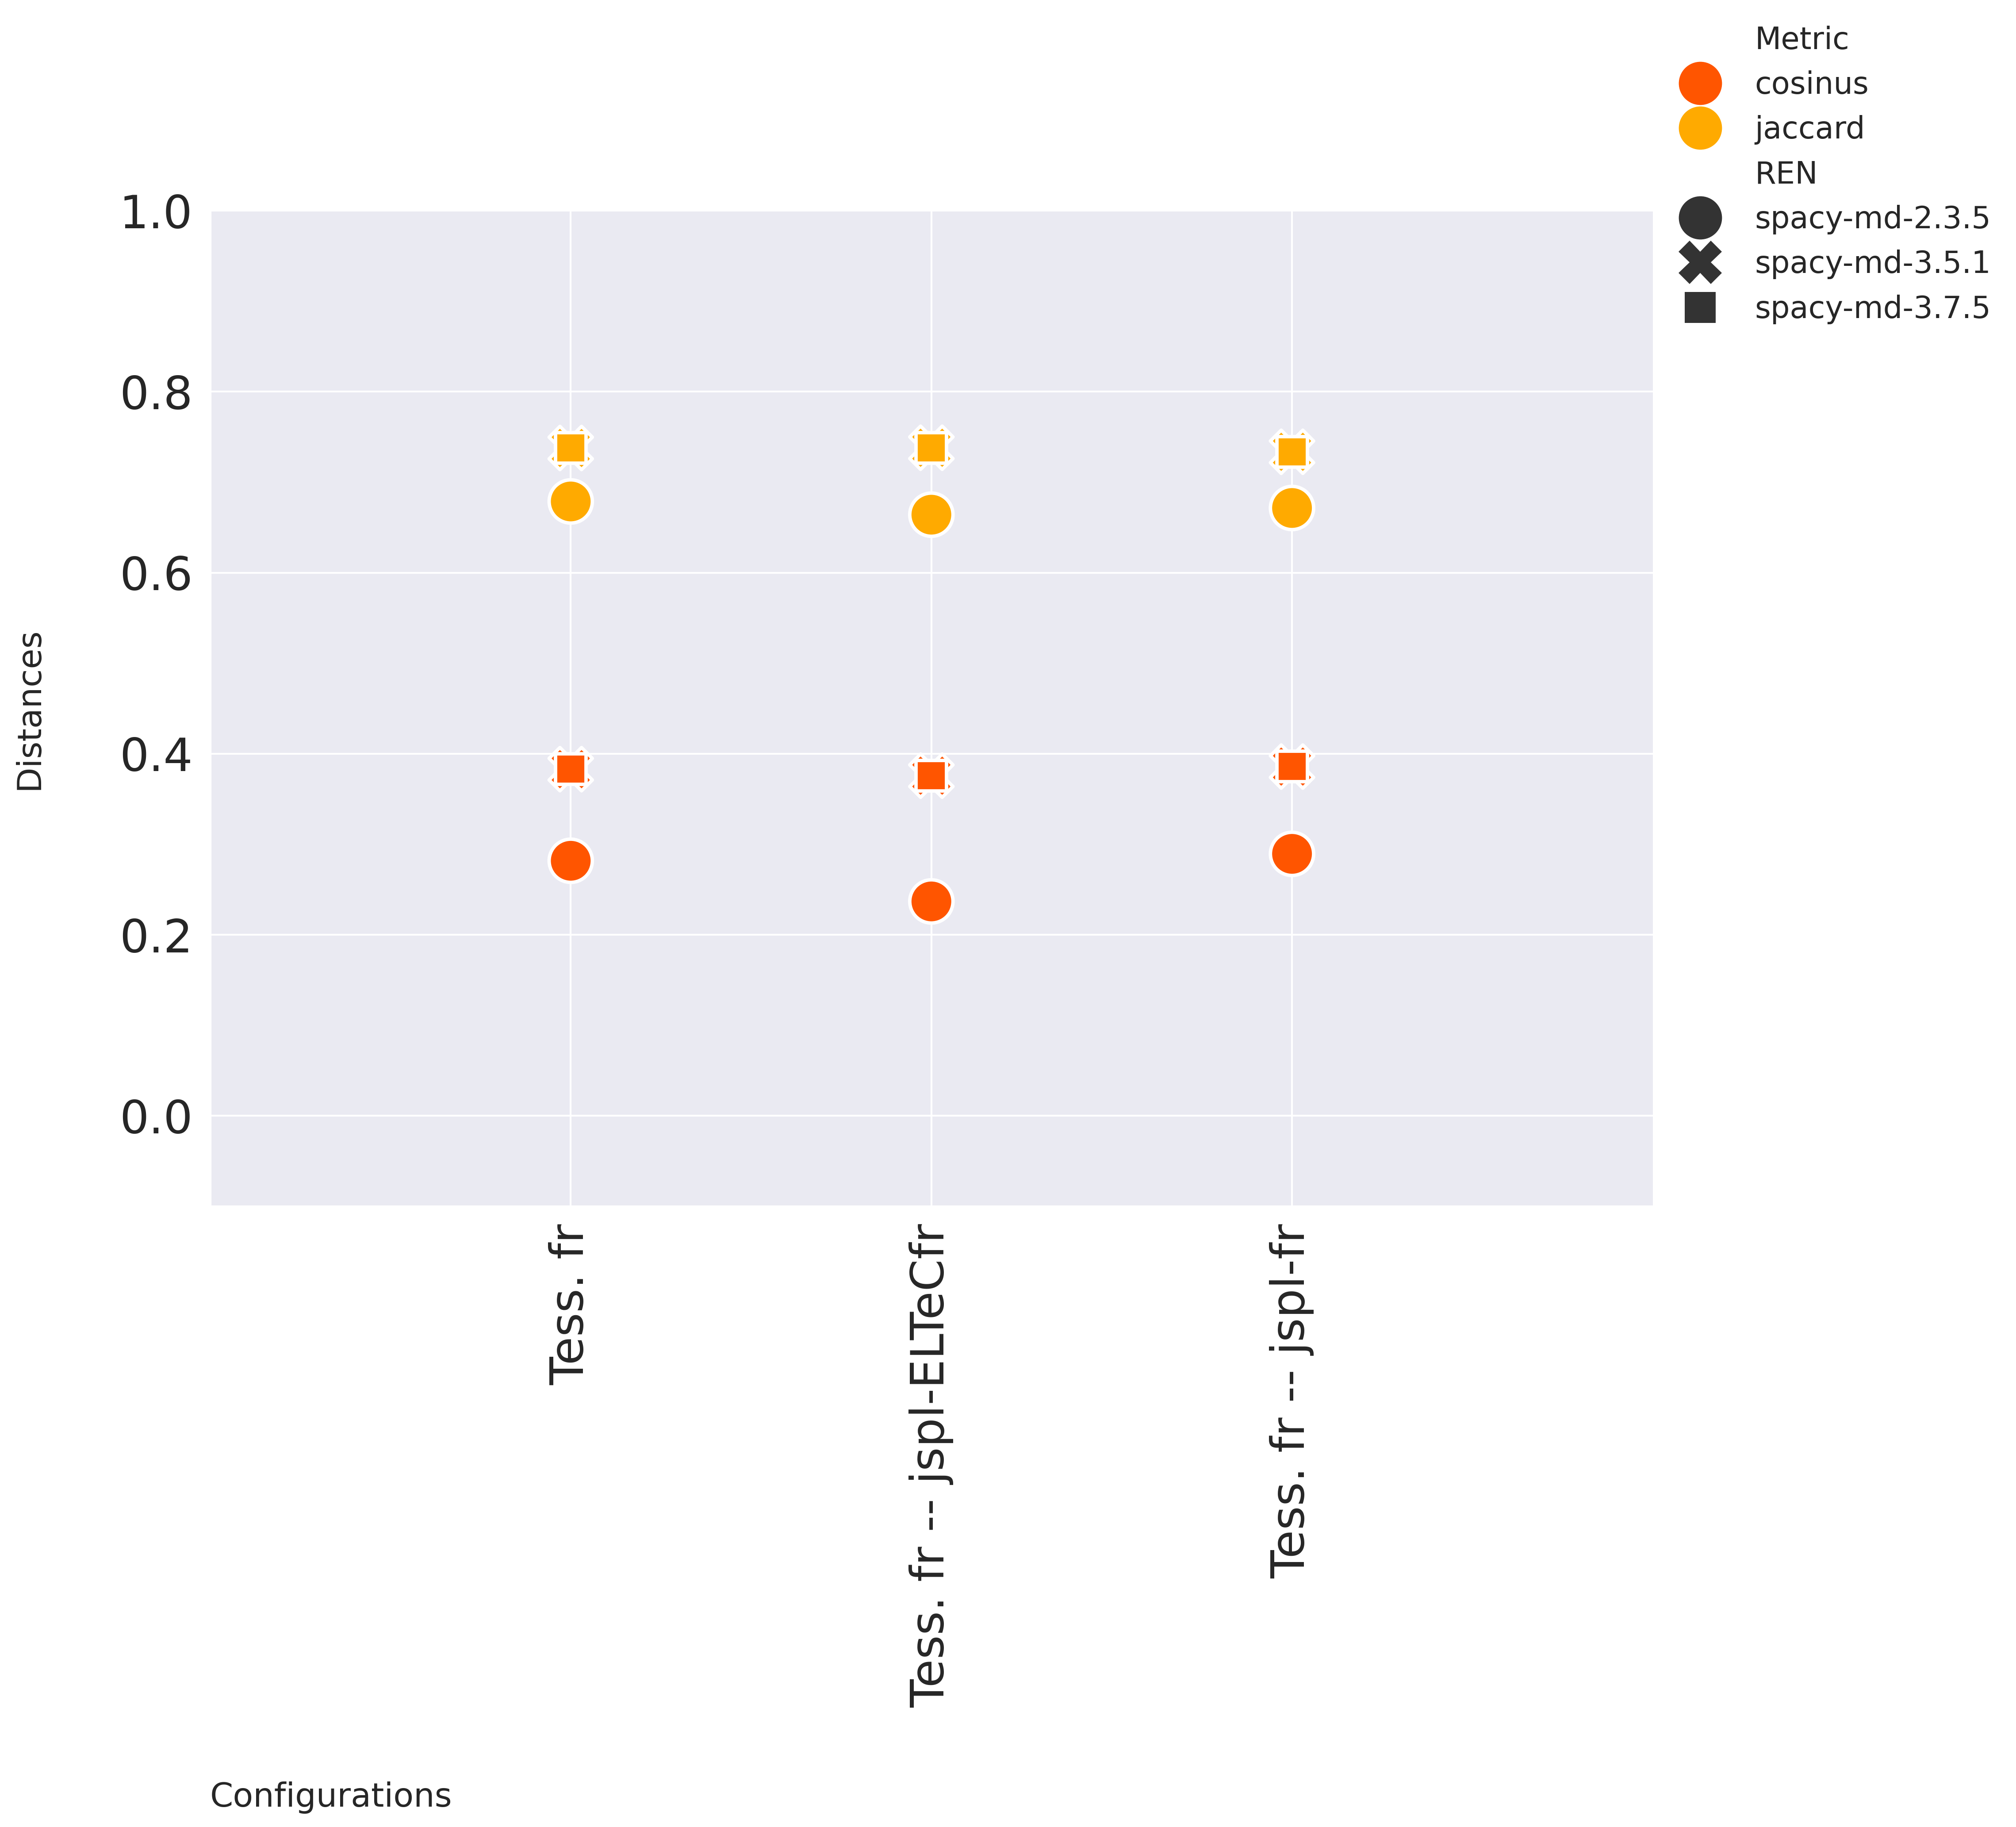 Metric
cosinus
jaccard
REN
spacy-md-2.3.5
spacy-md-3.5.1
spacy-md-3.7.5
1.0
0.8
0.6
0.4
0.2
0.0
Distances
Tess. fr
Tess. fr -- jspl-ELTeCfr
Tess. fr -- jspl-fr
Configurations